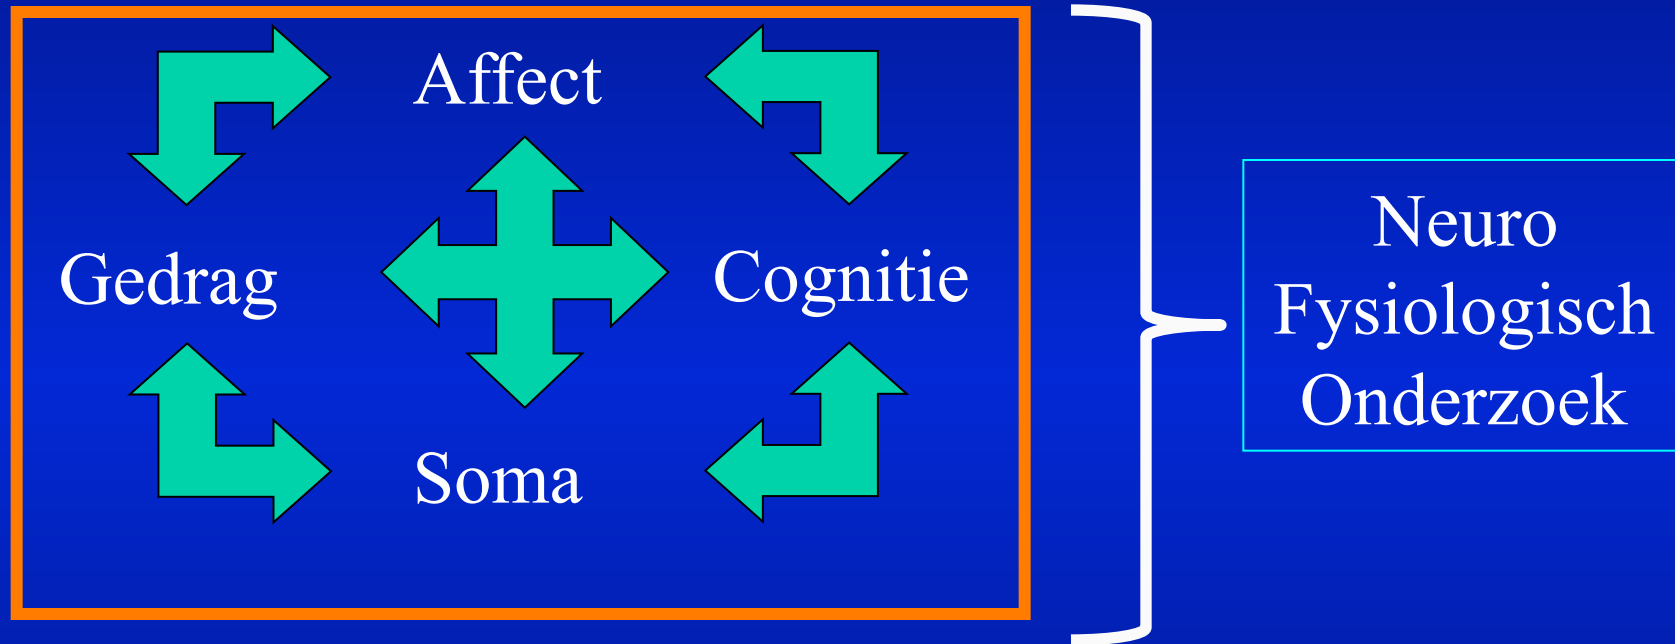 Affect
Gedrag
Cognitie
Soma
Neuro
Fysiologisch
Onderzoek